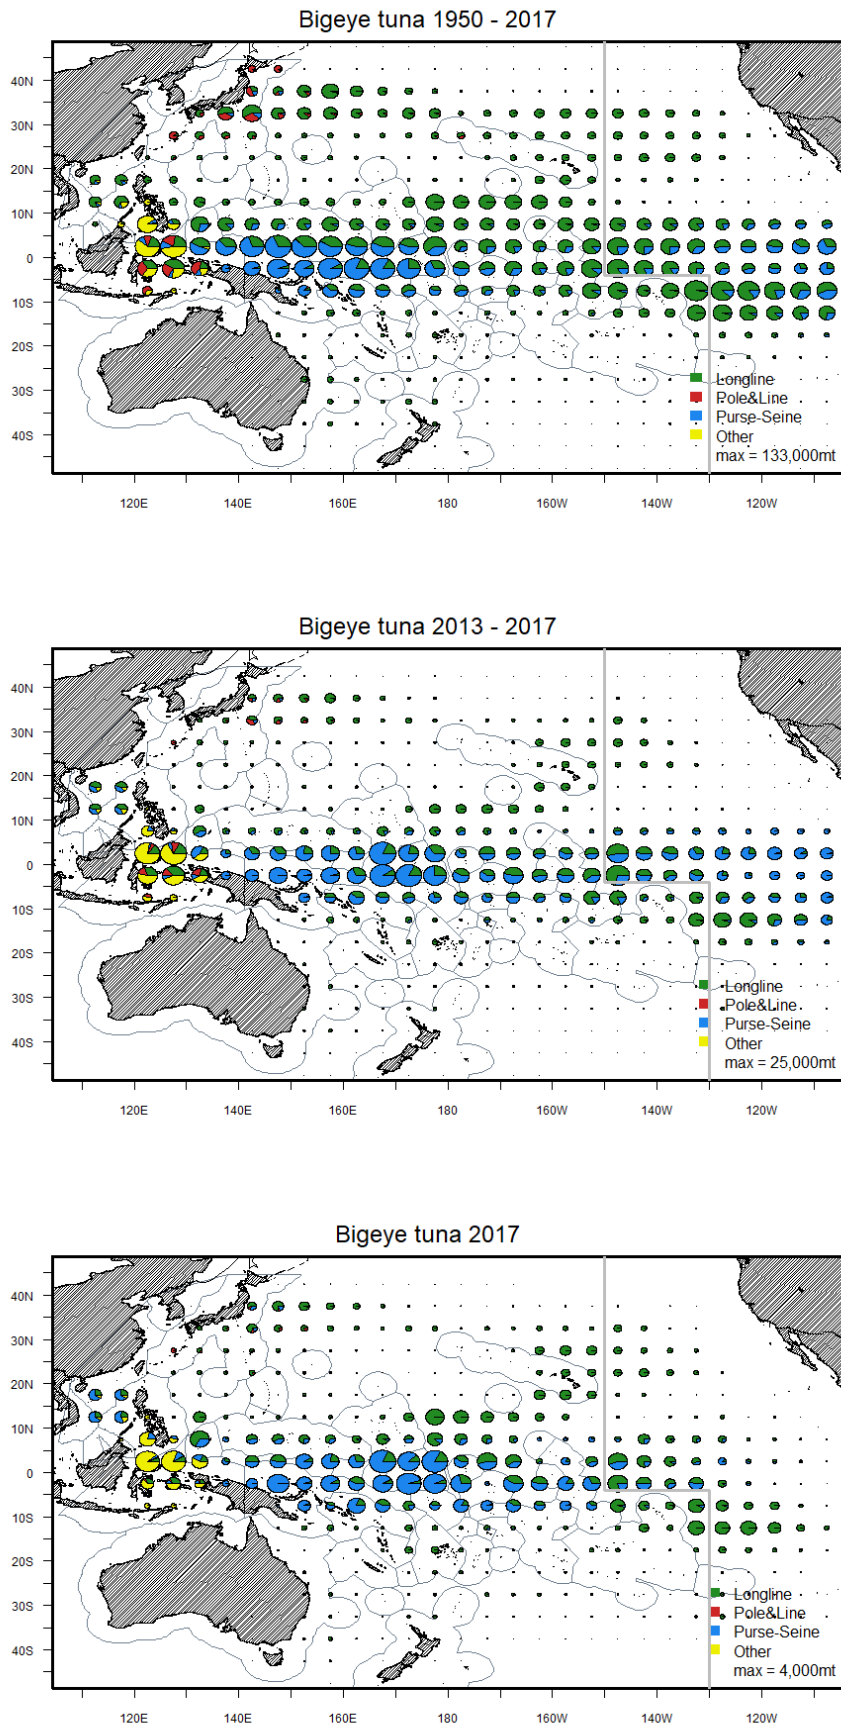 Bigeye tuna 1950 - 2017
40N
30N
20N
10N
0
10S
20S
30S
40S
Longline
Pole&Line
Purse-Seine
Other
max = 133,000mt
120E 140E 160E 180 160W 140W 120W
Bigeye tuna 2013 - 2017
40N
30N
20N
10N
0
10S
20S
30S
40S
Longline
Pole&Line
Purse-Seine
Other
max = 25,000mt
120E 140E 160E 180 160W 140W 120W
Bigeye tuna 2017
40N
30N
20N
10N
0
10S
20S
30S
40S
Longline
Pole&Line
Purse-Seine
Other
max = 4,000mt
120E 140E 160E 180 160W 140W 120W